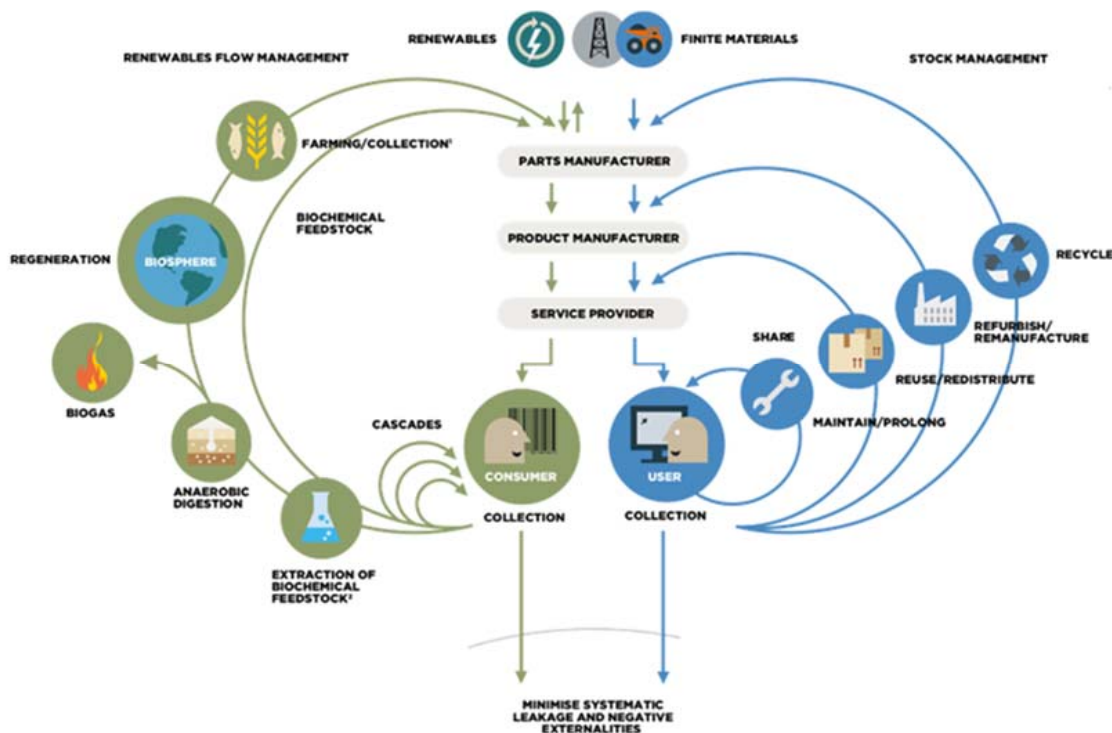 RENEWABLES
FINITE MATERIALS
RENEWABLES FLOW MANAGEMENT
STOCK MANAGEMENT
FARMING/COLLECTION¹
PARTS MANUFACTURER
BIOCHEMICAL
FEEDSTOCK
PRODUCT MANUFACTURER
REGENERATION
BIOSPHERE
RECYCLE
SERVICE PROVIDER
REFURBISH/
REMANUFACTURE
SHARE
REUSE/REDISTRIBUTE
BIOGAS
CASCADES
MAINTAIN/PROLONG
CONSUMER
USER
ANAEROBIC
DIGESTION
COLLECTION
COLLECTION
EXTRACTION OF
BIOCHEMICAL
FEEDSTOCK²
MINIMISE SYSTEMATIC
LEAKAGE AND NEGATIVE
EXTERNALITIES